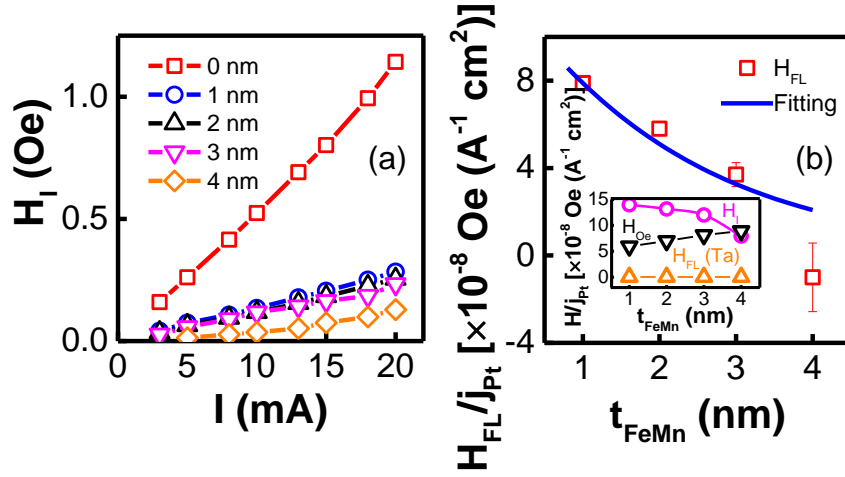 H_I (Oe)
1.0
0.5
0.0
0 nm
1 nm
2 nm
3 nm
4 nm
(a)
0 5 10 15 20
I (mA)
H_FL/j_Pt [×10^-8 Oe (A^-1 cm^2)]
8
4
0
-4
H_FL
Fitting
(b)
H/j_Pt [×10^-8 Oe (A^-1 cm^2)]
15
10
5
0
H_I
H_Oe
H_FL (Ta)
1 2 3 4
t_FeMn (nm)
1 2 3 4
t_FeMn (nm)